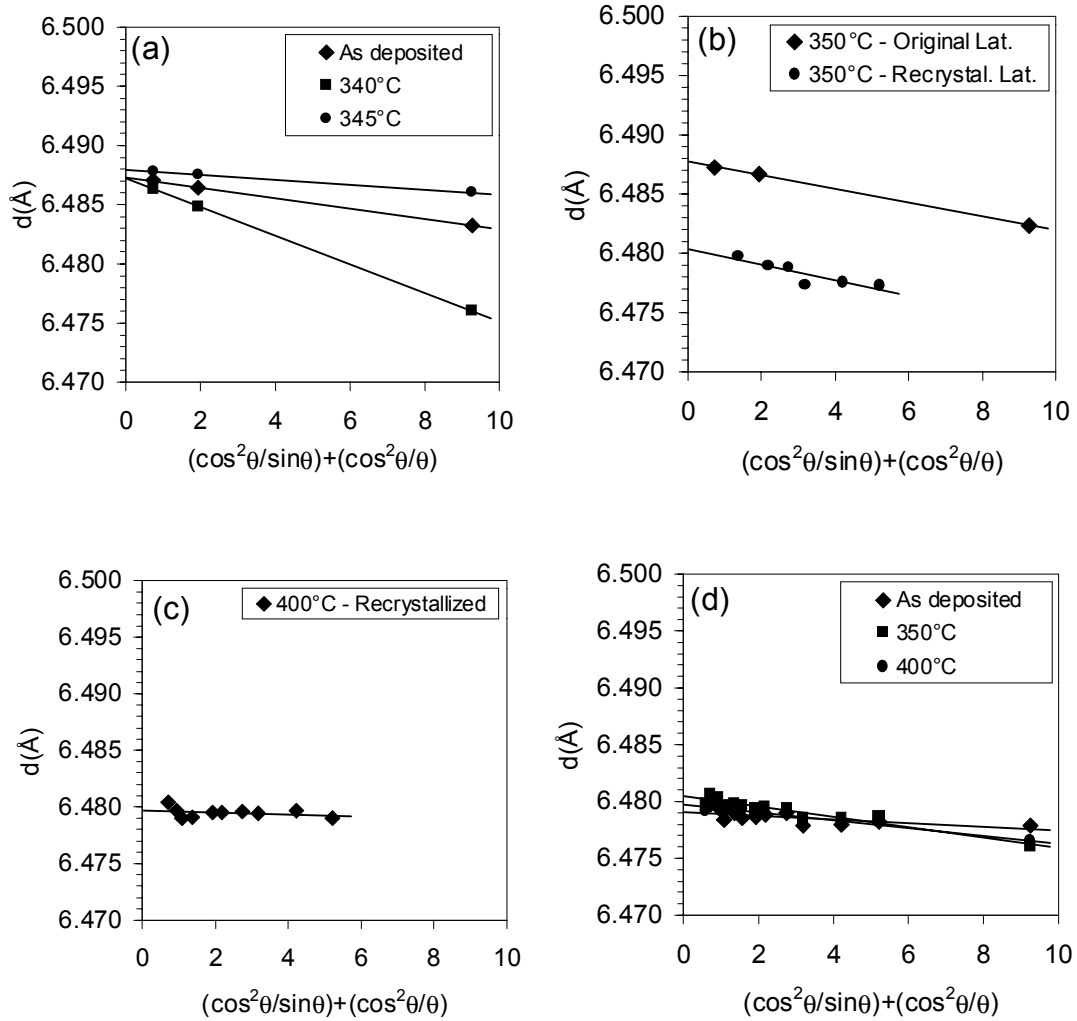 (a)
6.500
6.495
6.490
6.485
6.480
6.475
6.470
d(Å)
As deposited
340°C
345°C
0 2 4 6 8 10
(cos²θ/sinθ)+(cos²θ/θ)
(b)
6.500
6.495
6.490
6.485
6.480
6.475
6.470
d(Å)
350°C - Original Lat.
350°C - Recrystal. Lat.
0 2 4 6 8 10
(cos²θ/sinθ)+(cos²θ/θ)
(c)
6.500
6.495
6.490
6.485
6.480
6.475
6.470
d(Å)
400°C - Recrystallized
0 2 4 6 8 10
(cos²θ/sinθ)+(cos²θ/θ)
(d)
6.500
6.495
6.490
6.485
6.480
6.475
6.470
d(Å)
As deposited
350°C
400°C
0 2 4 6 8 10
(cos²θ/sinθ)+(cos²θ/θ)